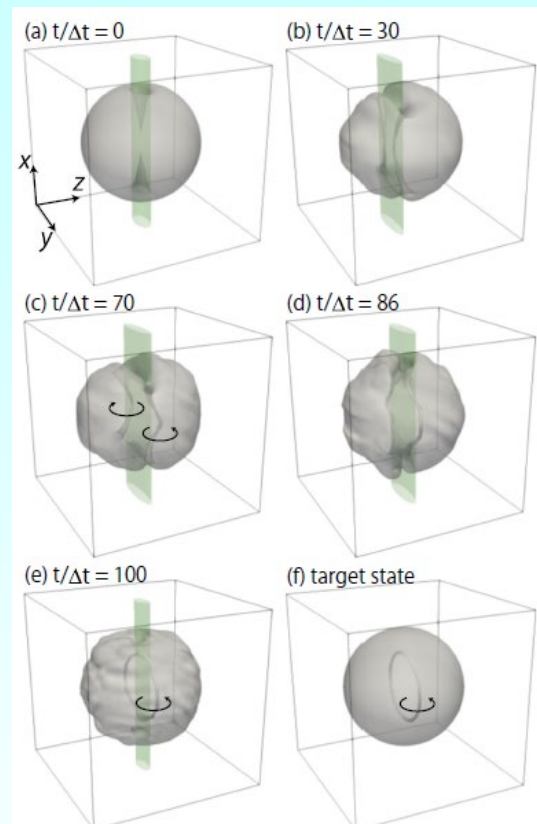 (a) t/Δt = 0
(b) t/Δt = 30
x
z
y
(c) t/Δt = 70
(d) t/Δt = 86
(e) t/Δt = 100
(f) target state